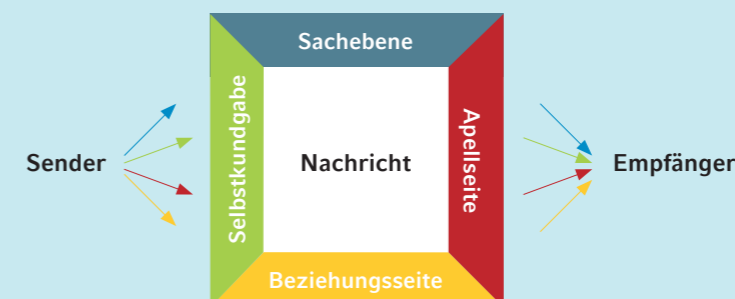 Sachebene
Sender
Selbstkundgabe
Nachricht
Apellseite
Empfänger
Beziehungsseite